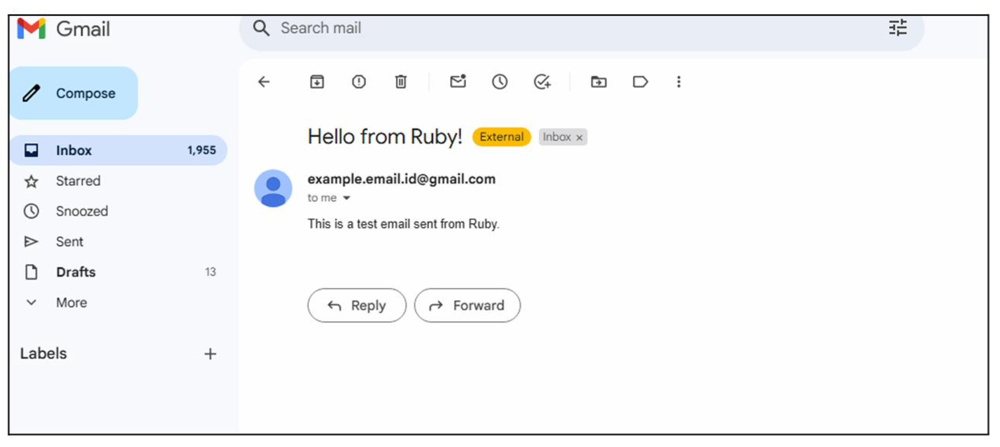 Gmail
Search mail
Compose
Inbox 1,955
Starred
Snoozed
Sent
Drafts 13
More
Labels +
Hello from Ruby! External Inbox ×
example.email.id@gmail.com
to me
This is a test email sent from Ruby.
Reply Forward